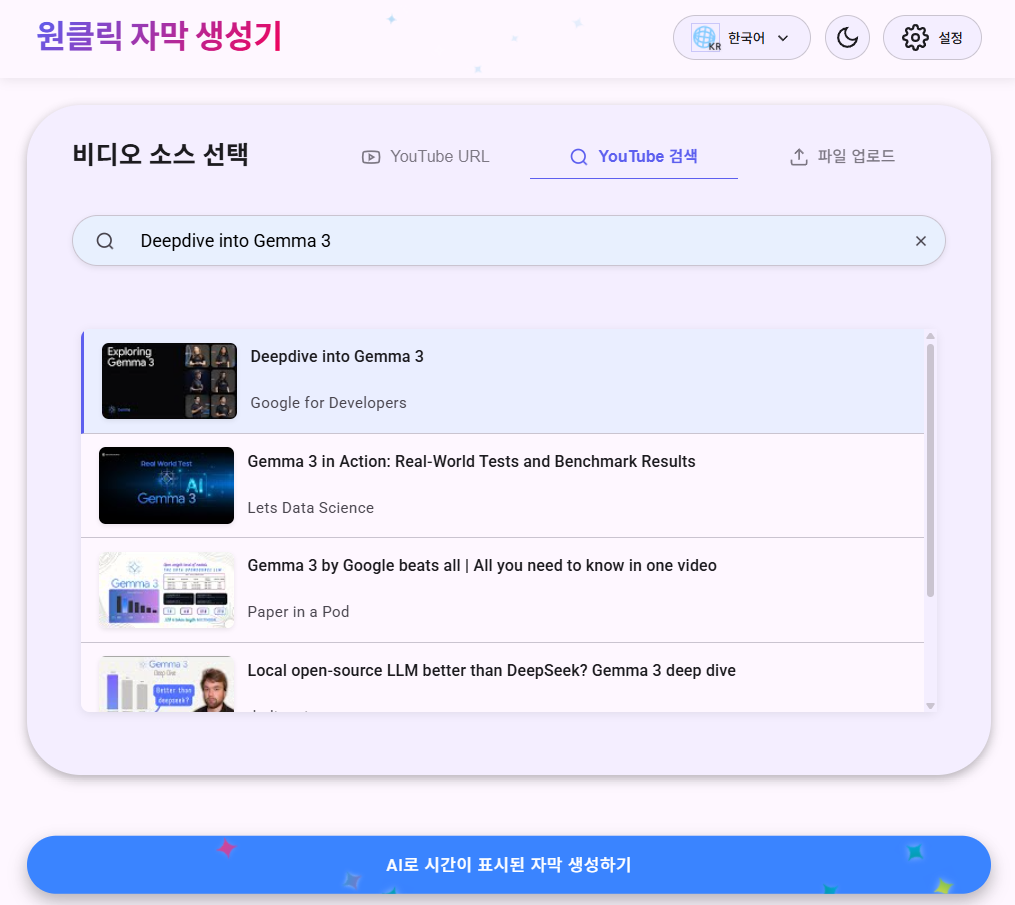 원클릭 자막 생성기
KR 한국어
설정
비디오 소스 선택
YouTube URL
YouTube 검색
파일 업로드
Deepdive into Gemma 3
Exploring
Gemma 3
Deepdive into Gemma 3
Google for Developers
Real World Test
AI
Gemma 3
Gemma 3 in Action: Real-World Tests and Benchmark Results
Lets Data Science
Gemma 3
Gemma 3 by Google beats all | All you need to know in one video
Paper in a Pod
Gemma 3
Deep Dive
Better than
deepseek?
Local open-source LLM better than DeepSeek? Gemma 3 deep dive
AI로 시간이 표시된 자막 생성하기